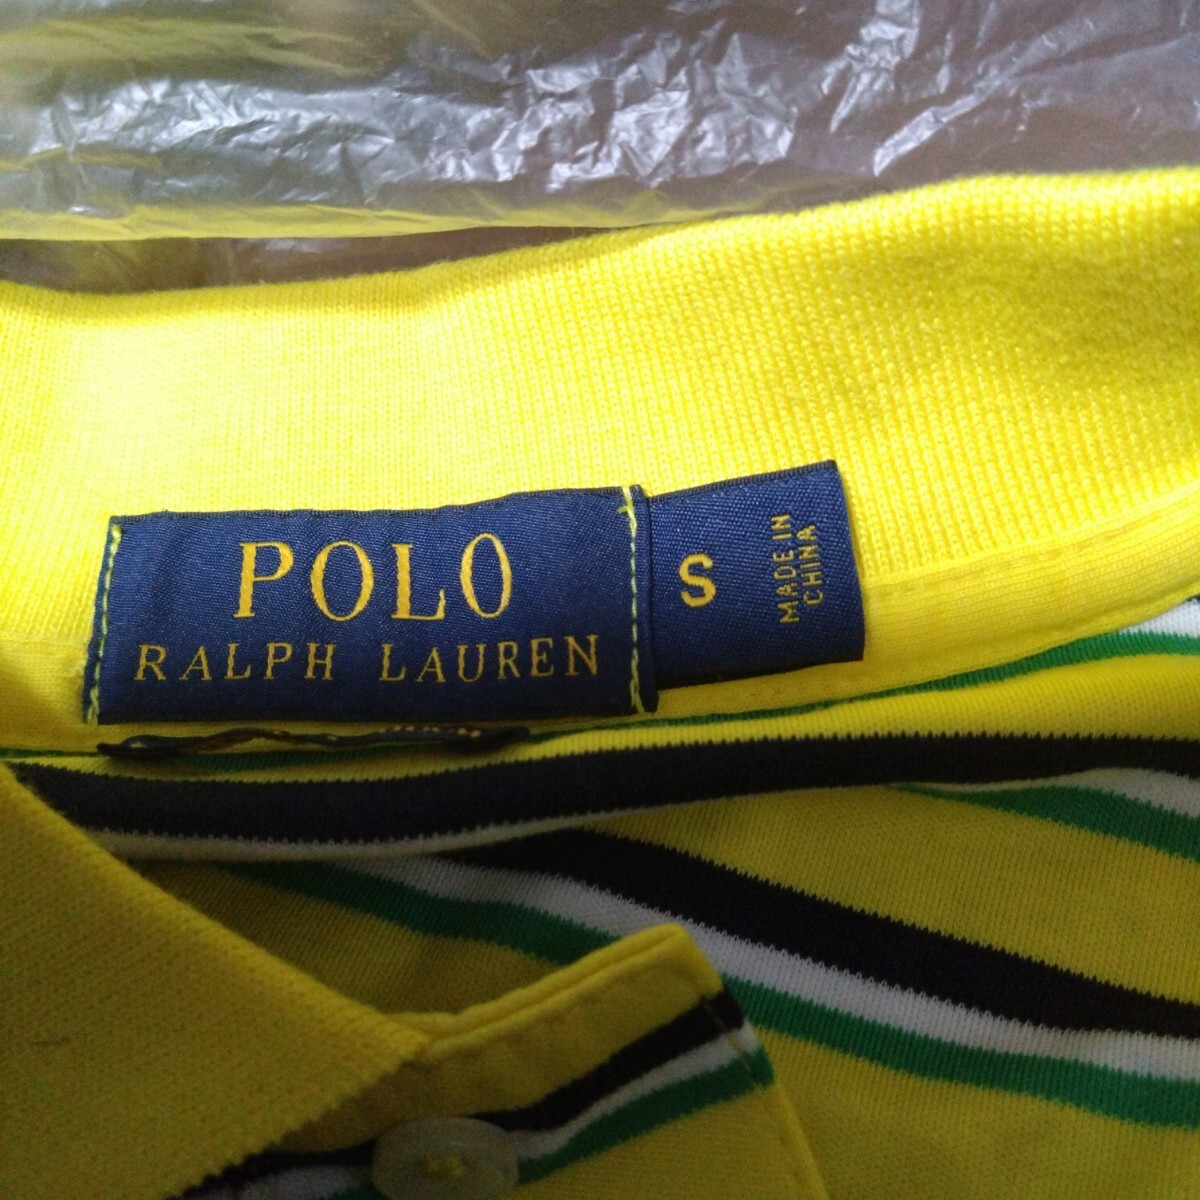 POLO
RALPH LAUREN
S
MADE IN
CHINA